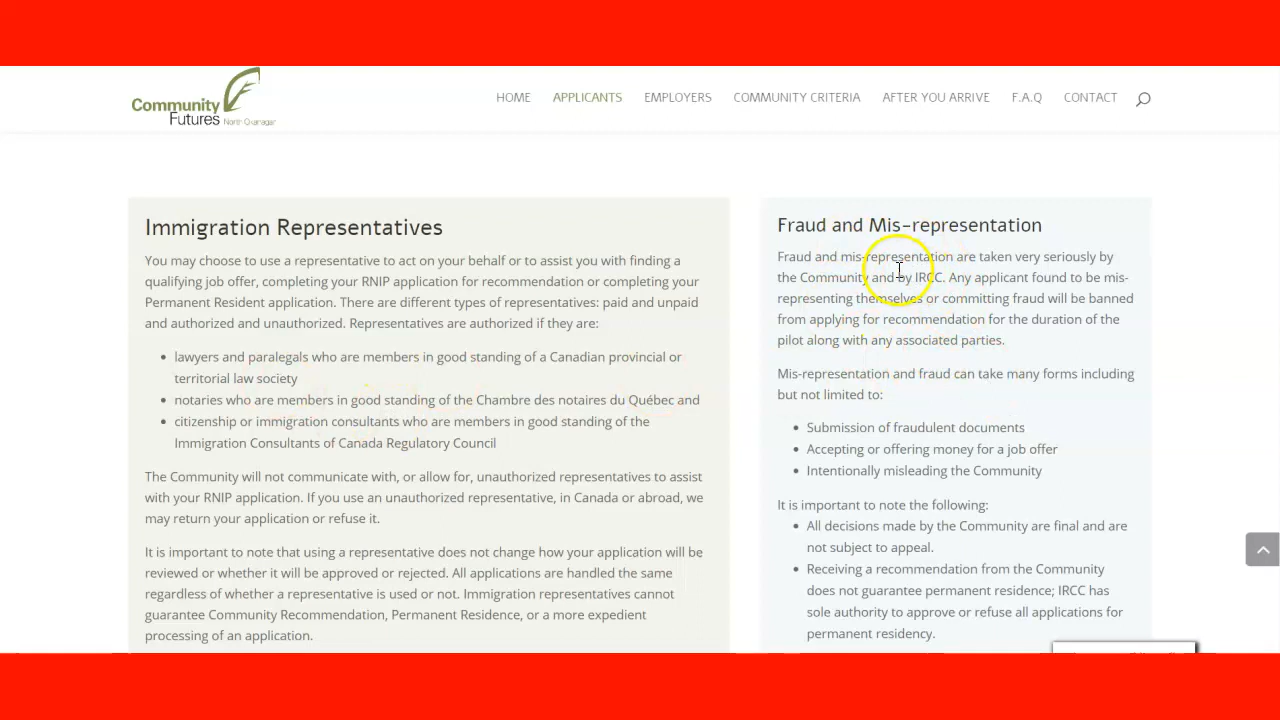 Community
Futures North Okanagan
HOME APPLICANTS EMPLOYERS COMMUNITY CRITERIA AFTER YOU ARRIVE F.A.Q CONTACT
Immigration Representatives
You may choose to use a representative to act on your behalf or to assist you with finding a
qualifying job offer, completing your RNIP application for recommendation or completing your
Permanent Resident application. There are different types of representatives: paid and unpaid
and authorized and unauthorized. Representatives are authorized if they are:
• lawyers and paralegals who are members in good standing of a Canadian provincial or
territorial law society
• notaries who are members in good standing of the Chambre des notaires du Québec and
• citizenship or immigration consultants who are members in good standing of the
Immigration Consultants of Canada Regulatory Council
The Community will not communicate with, or allow for, unauthorized representatives to assist
with your RNIP application. If you use an unauthorized representative, in Canada or abroad, we
may return your application or refuse it.
It is important to note that using a representative does not change how your application will be
reviewed or whether it will be approved or rejected. All applications are handled the same
regardless of whether a representative is used or not. Immigration representatives cannot
guarantee Community Recommendation, Permanent Residence, or a more expedient
processing of an application.
Fraud and Mis-representation
Fraud and mis-representation are taken very seriously by
the Community and by IRCC. Any applicant found to be mis-
representing themselves or committing fraud will be banned
from applying for recommendation for the duration of the
pilot along with any associated parties.
Mis-representation and fraud can take many forms including
but not limited to:
• Submission of fraudulent documents
• Accepting or offering money for a job offer
• Intentionally misleading the Community
It is important to note the following:
• All decisions made by the Community are final and are
not subject to appeal.
• Receiving a recommendation from the Community
does not guarantee permanent residence; IRCC has
sole authority to approve or refuse all applications for
permanent residency.